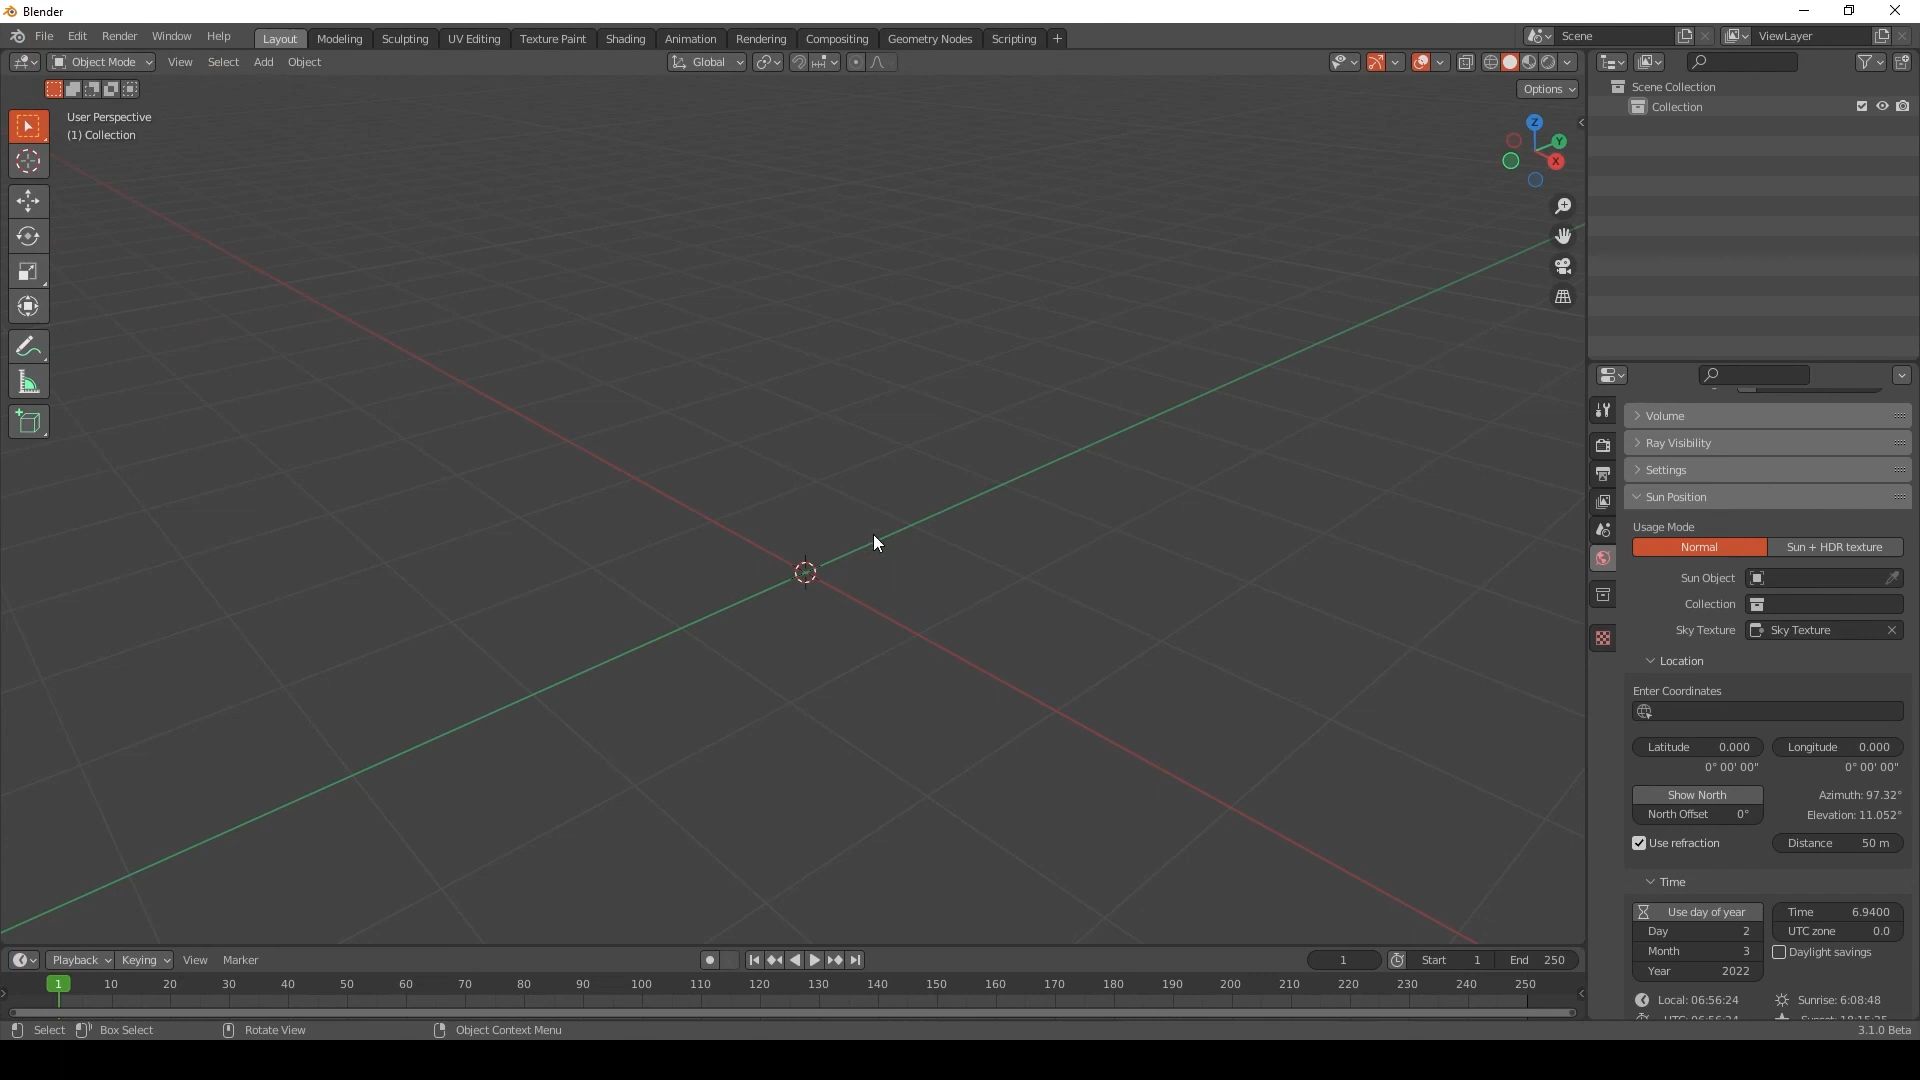 Blender
File Edit Render Window Help Layout Modeling Sculpting UV Editing Texture Paint Shading Animation Rendering Compositing Geometry Nodes Scripting + Scene ViewLayer
Object Mode View Select Add Object Global
Options
User Perspective
(1) Collection
Z
Y
X
Scene Collection
Collection
Volume
Ray Visibility
Settings
Sun Position
Usage Mode
Normal Sun + HDR texture
Sun Object
Collection
Sky Texture Sky Texture
Location
Enter Coordinates
Latitude 0.000 Longitude 0.000
0° 00' 00" 0° 00' 00"
Show North Azimuth: 97.32°
North Offset 0° Elevation: 11.052°
Use refraction Distance 50 m
Time
Use day of year Time 6.9400
Day 2 UTC zone 0.0
Month 3 Daylight savings
Year 2022
Local: 06:56:24 Sunrise: 6:08:48
Playback Keying View Marker 1 Start 1 End 250
1 10 20 30 40 50 60 70 80 90 100 110 120 130 140 150 160 170 180 190 200 210 220 230 240 250
Select Box Select Rotate View Object Context Menu 3.1.0 Beta